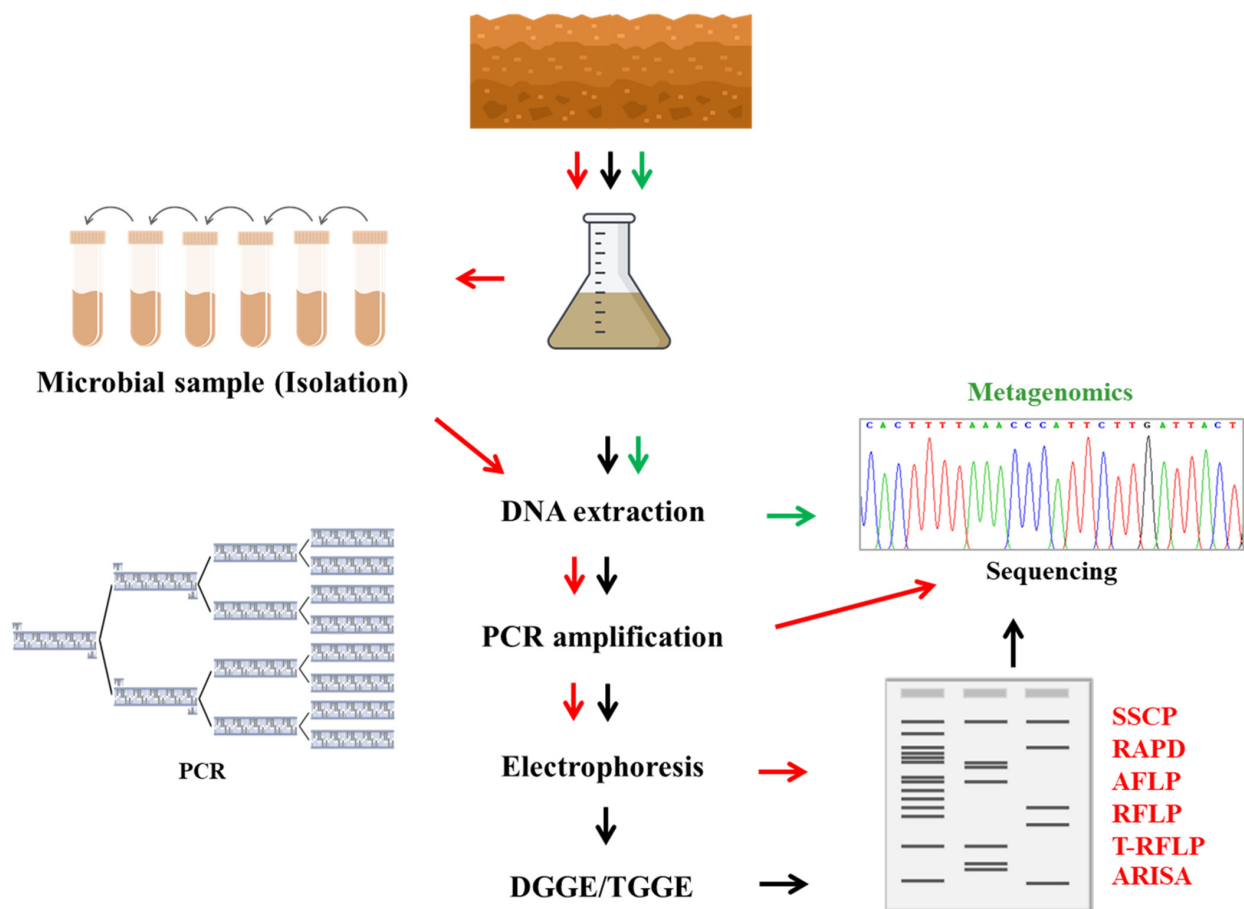 Microbial sample (Isolation)
Metagenomics
CACTTTTAAACCCATTCTTGATTACT
DNA extraction
Sequencing
PCR amplification
PCR
Electrophoresis
DGGE/TGGE
SSCP
RAPD
AFLP
RFLP
T-RFLP
ARISA